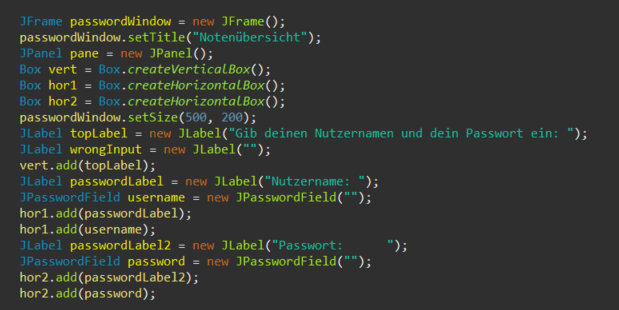 JFrame passwordWindow = new JFrame();
passwordWindow.setTitle("Notenübersicht");
JPanel pane = new JPanel();
Box vert = Box.createVerticalBox();
Box hor1 = Box.createHorizontalBox();
Box hor2 = Box.createHorizontalBox();
passwordWindow.setSize(500, 200);
JLabel topLabel = new JLabel("Gib deinen Nutzernamen und dein Passwort ein: ");
JLabel wrongInput = new JLabel("");
vert.add(topLabel);
JLabel passwordLabel = new JLabel("Nutzername: ");
JPasswordField username = new JPasswordField("");
hor1.add(passwordLabel);
hor1.add(username);
JLabel passwordLabel2 = new JLabel("Passwort:      ");
JPasswordField password = new JPasswordField("");
hor2.add(passwordLabel2);
hor2.add(password);